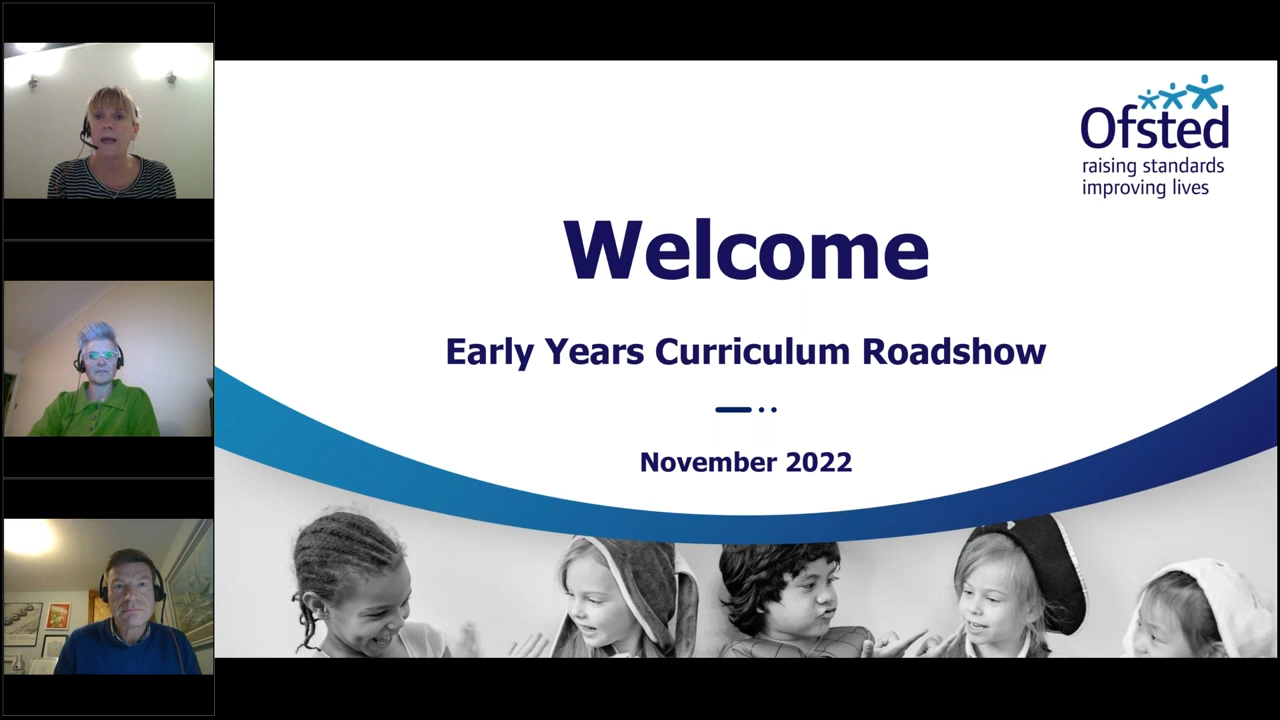 Ofsted
raising standards
improving lives
Welcome
Early Years Curriculum Roadshow
November 2022